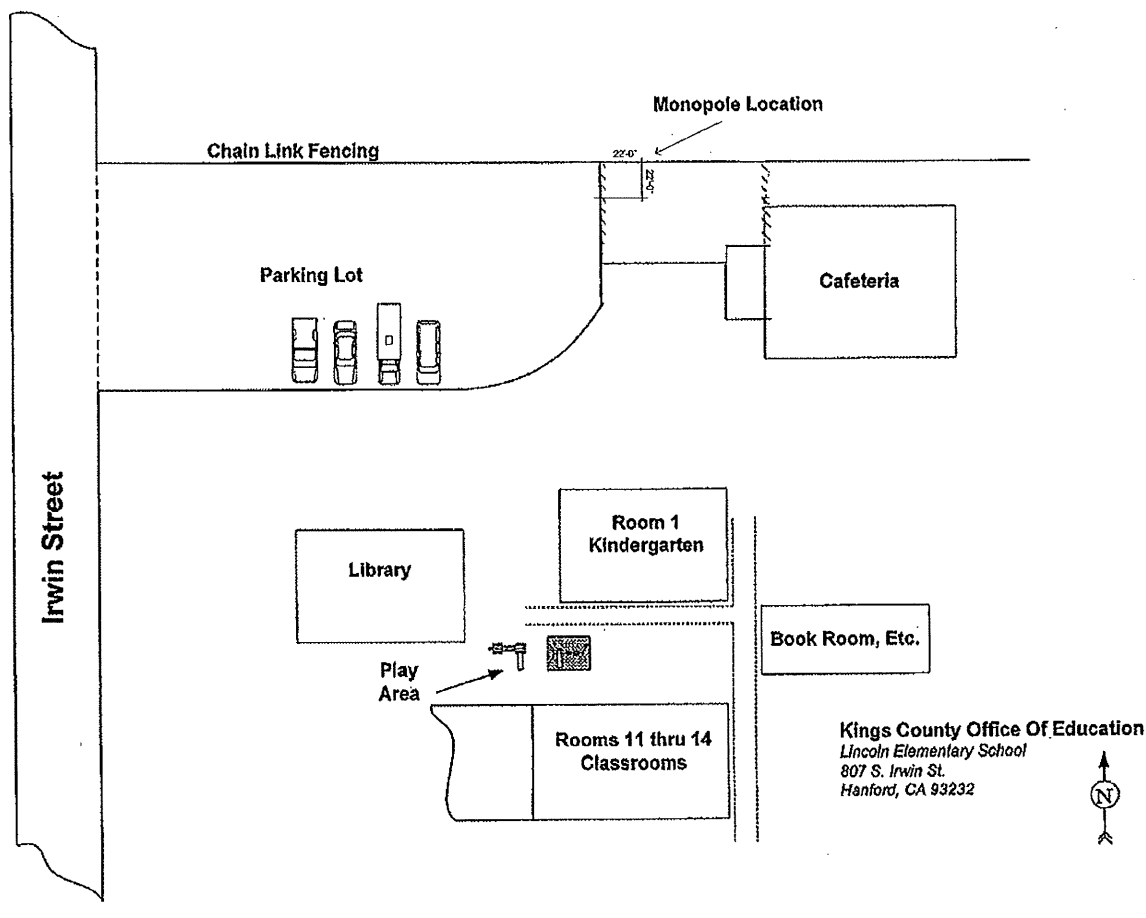 Monopole Location
Chain Link Fencing
22'-0"
22'-0"
Parking Lot
Cafeteria
Irwin Street
Room 1
Kindergarten
Library
Book Room, Etc.
Play
Area
Rooms 11 thru 14
Classrooms
Kings County Office Of Education
Lincoln Elementary School
807 S. Irwin St.
Hanford, CA 93232
N